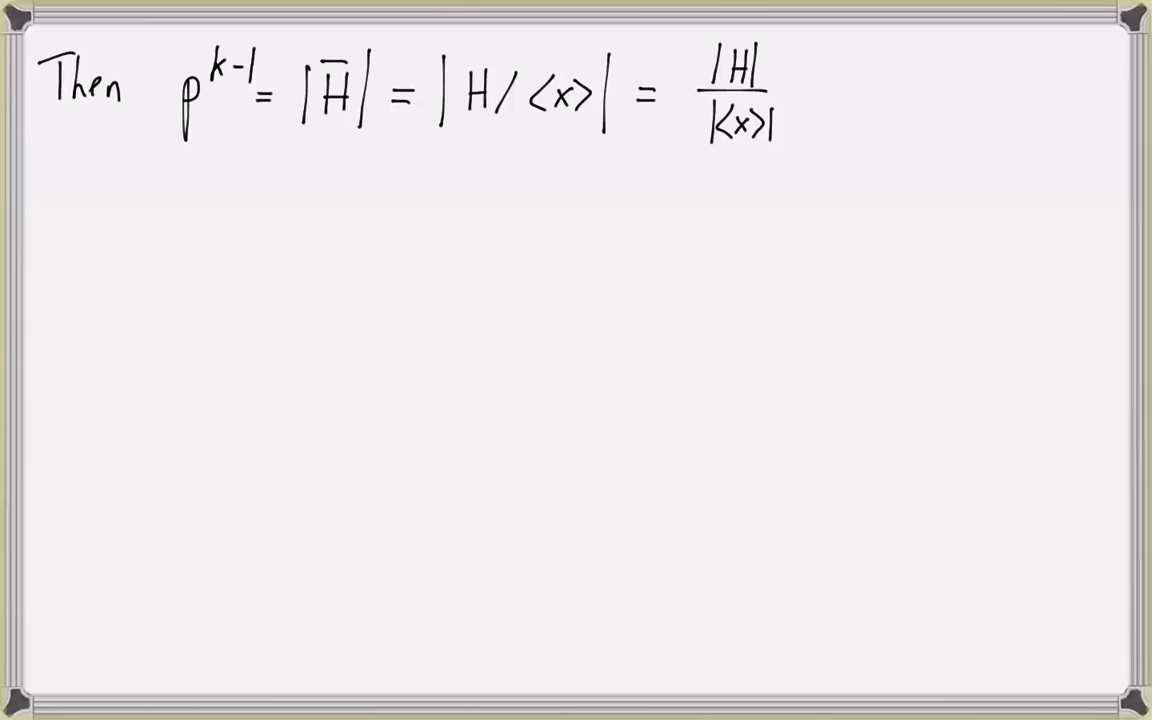 Then p^{k-1} = |H̅| = |H/<x>| = |H| / |<x>|